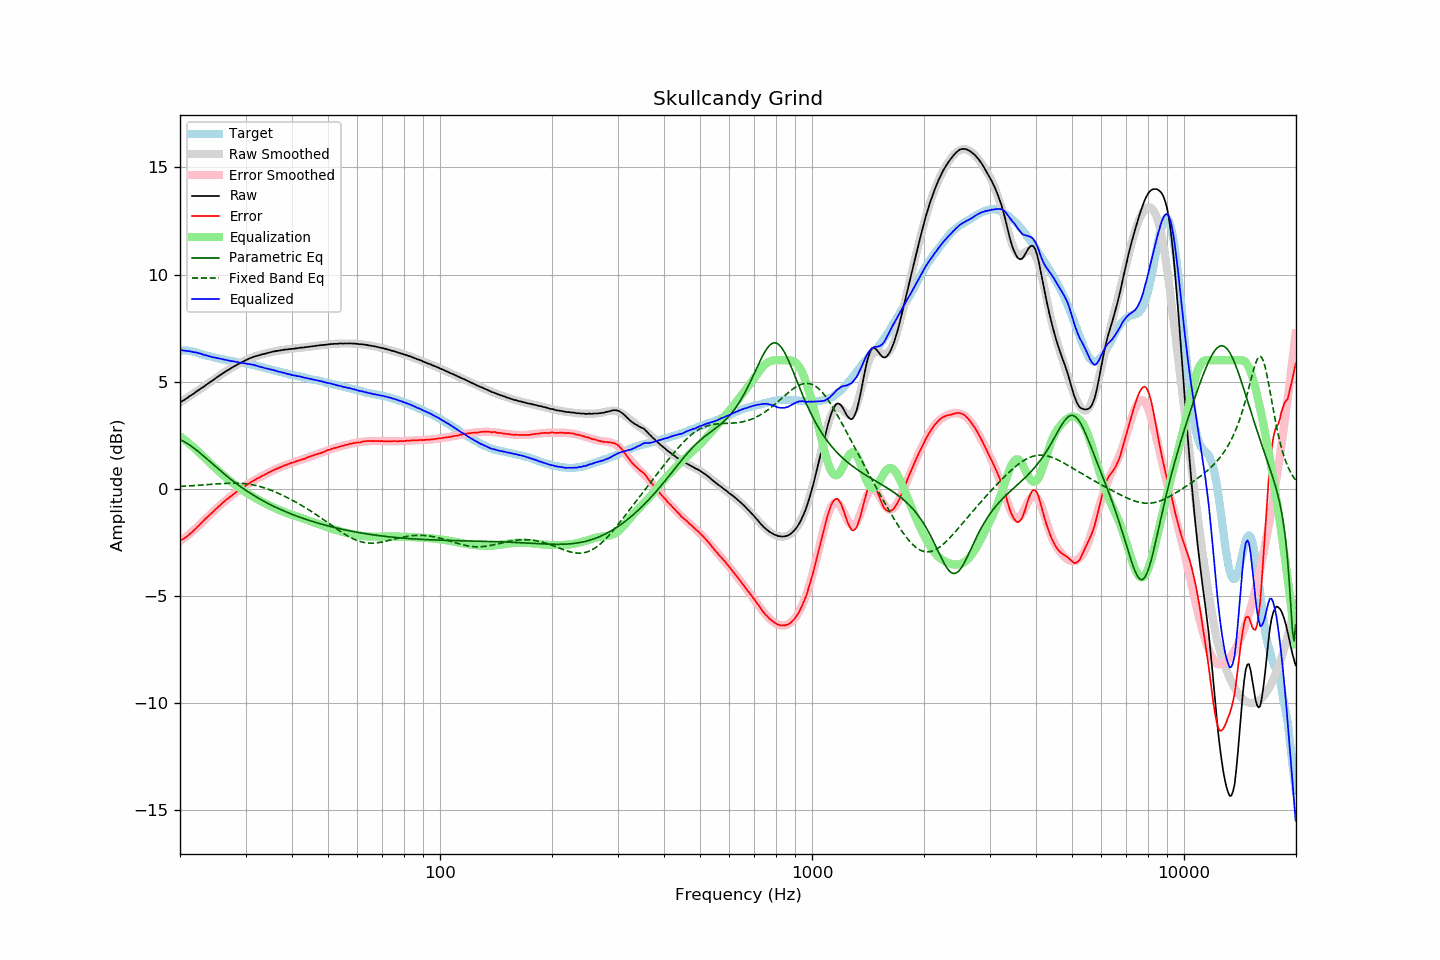 Skullcandy Grind
Target
Raw Smoothed
Error Smoothed
Raw
Error
Equalization
Parametric Eq
Fixed Band Eq
Equalized
15
10
5
0
−5
−10
−15
Amplitude (dBr)
100
1000
10000
Frequency (Hz)